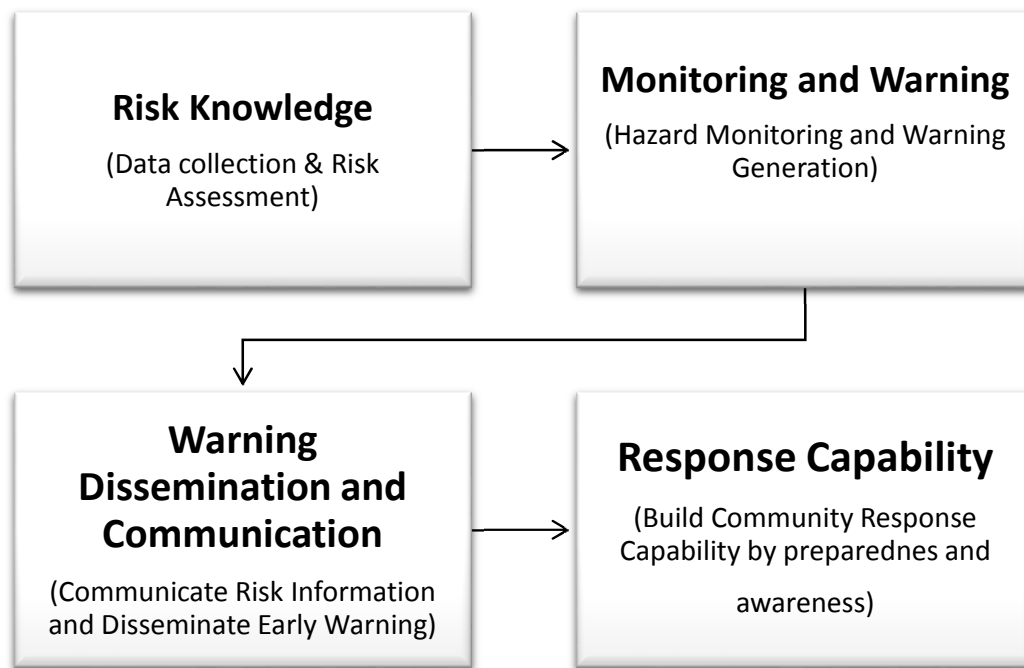 Risk Knowledge
(Data collection & Risk
Assessment)
Monitoring and Warning
(Hazard Monitoring and Warning
Generation)
Warning
Dissemination and
Communication
(Communicate Risk Information
and Disseminate Early Warning)
Response Capability
(Build Community Response
Capability by preparednes and
awareness)